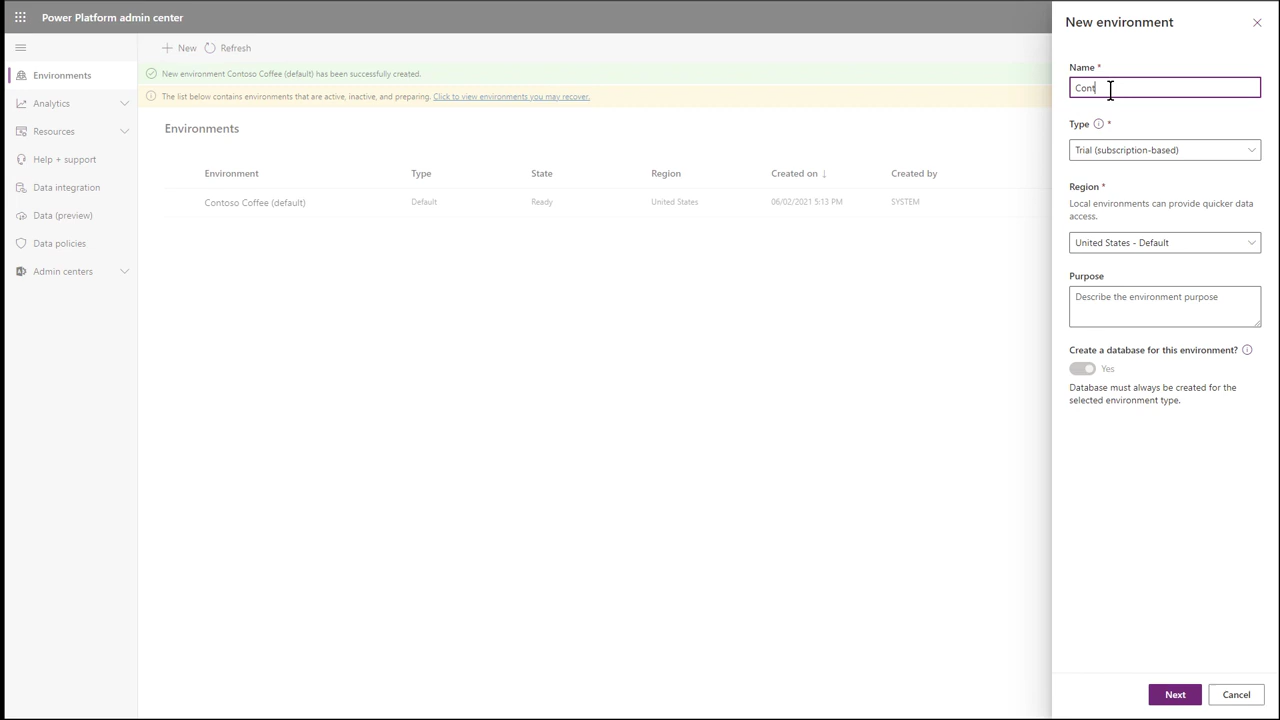 Power Platform admin center
New
Refresh
Environments
Analytics
Resources
Help + support
Data integration
Data (preview)
Data policies
Admin centers
New environment Contoso Coffee (default) has been successfully created.
The list below contains environments that are active, inactive, and preparing. Click to view environments you may recover.
Environments
Environment Type State Region Created on ↓ Created by
Contoso Coffee (default) Default Ready United States 06/02/2021 5:13 PM SYSTEM
New environment
Name *
Cont
Type *
Trial (subscription-based)
Region *
Local environments can provide quicker data
access.
United States - Default
Purpose
Describe the environment purpose
Create a database for this environment?
Yes
Database must always be created for the
selected environment type.
Next
Cancel